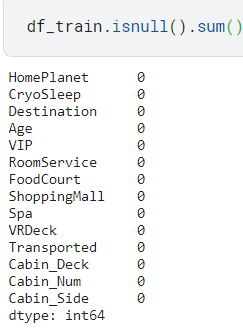 df_train.isnull().sum()
HomePlanet 0
CryoSleep 0
Destination 0
Age 0
VIP 0
RoomService 0
FoodCourt 0
ShoppingMall 0
Spa 0
VRDeck 0
Transported 0
Cabin_Deck 0
Cabin_Num 0
Cabin_Side 0
dtype: int64